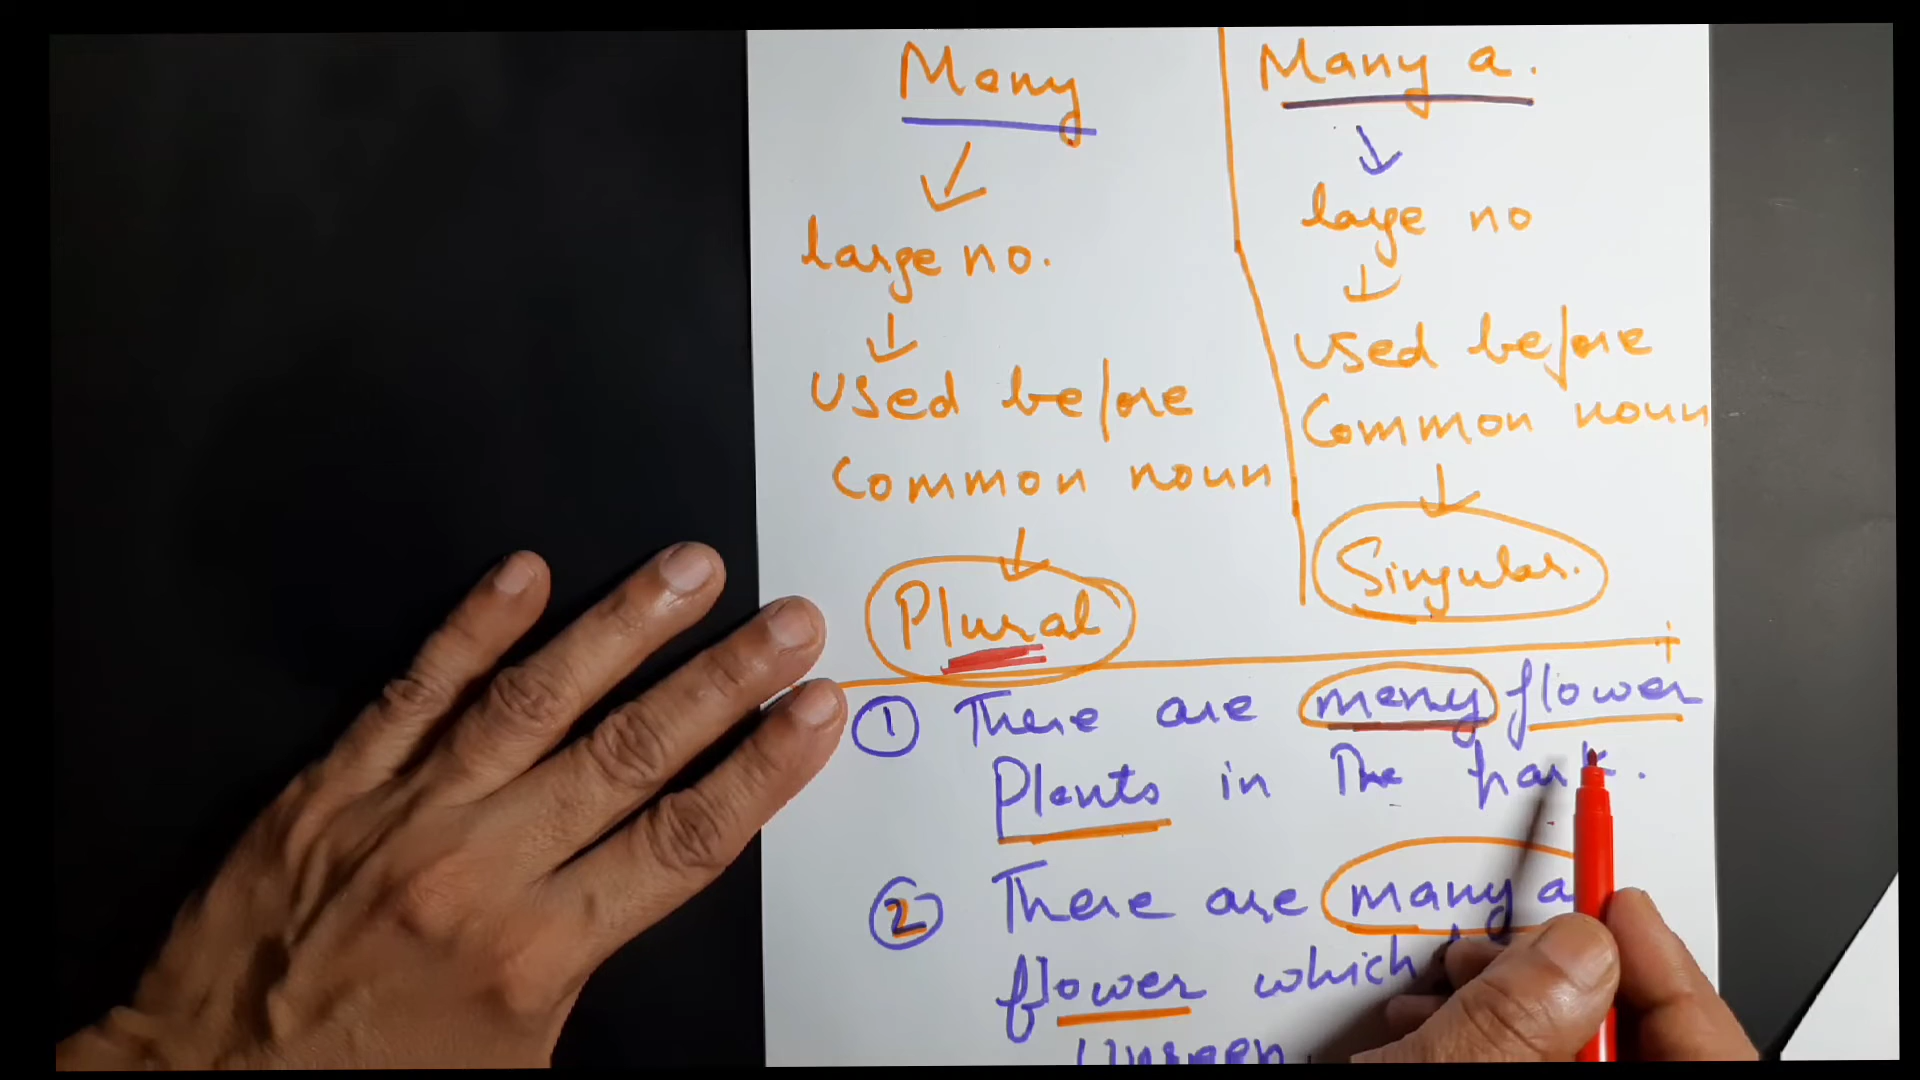 Many
large no.
Used before
Common noun
Plural
Many a.
large no
Used before
Common noun
Singular.
1 There are many flower
Plants in The park.
2 There are many a
flower which
Unseen